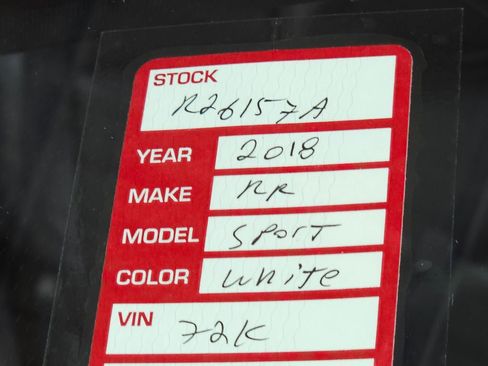 STOCK
R26157A
YEAR 2018
MAKE RR
MODEL SPORT
COLOR White
VIN 72K